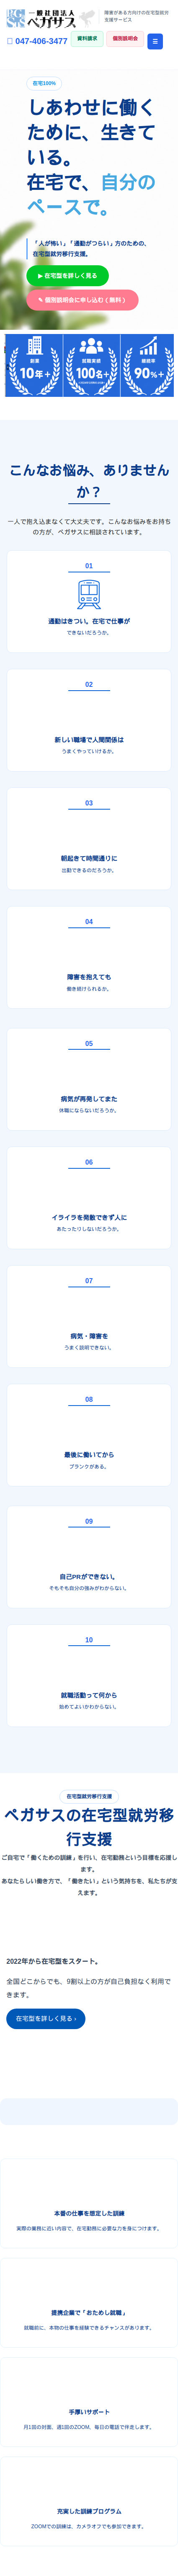 一般社団法人
ペガサス
障害がある方向けの在宅型就労
支援サービス
047-406-3477
資料請求
個別説明会
在宅100%
しあわせに働く
ために、生きて
いる。
在宅で、自分の
ペースで。
「人が怖い」「通勤がつらい」方のための、
在宅型就労移行支援。
▶ 在宅型を詳しく見る
✎ 個別説明会に申し込む（無料）
創業
10年+
就職実績
100名+
定着率
90%+
こんなお悩み、ありません
か？
一人で抱え込まなくて大丈夫です。こんなお悩みをお持ち
の方が、ペガサスに相談されています。
01
通勤はきつい。在宅で仕事が
できないだろうか。
02
新しい職場で人間関係は
うまくやっていけるか。
03
朝起きて時間通りに
出勤できるのだろうか。
04
障害を抱えても
働き続けられるか。
05
病気が再発してまた
休職にならないだろうか。
06
イライラを発散できず人に
あたったりしないだろうか。
07
病気・障害を
うまく説明できない。
08
最後に働いてから
ブランクがある。
09
自己PRができない。
そもそも自分の強みがわからない。
10
就職活動って何から
始めてよいかわからない。
在宅型就労移行支援
ペガサスの在宅型就労移
行支援
ご自宅で「働くための訓練」を行い、在宅勤務という目標を応援し
ます。
あなたらしい働き方で、「働きたい」という気持ちを、私たちが支
えます。
2022年から在宅型をスタート。
全国どこからでも、9割以上の方が自己負担なく利用で
きます。
在宅型を詳しく見る ›
本番の仕事を想定した訓練
実際の業務に近い内容で、在宅勤務に必要な力を身につけます。
提携企業で「おためし就職」
就職前に、本物の仕事を経験できるチャンスがあります。
手厚いサポート
月1回の対面、週1回のZOOM、毎日の電話で伴走します。
充実した訓練プログラム
ZOOMでの訓練は、カメラオフでも参加できます。